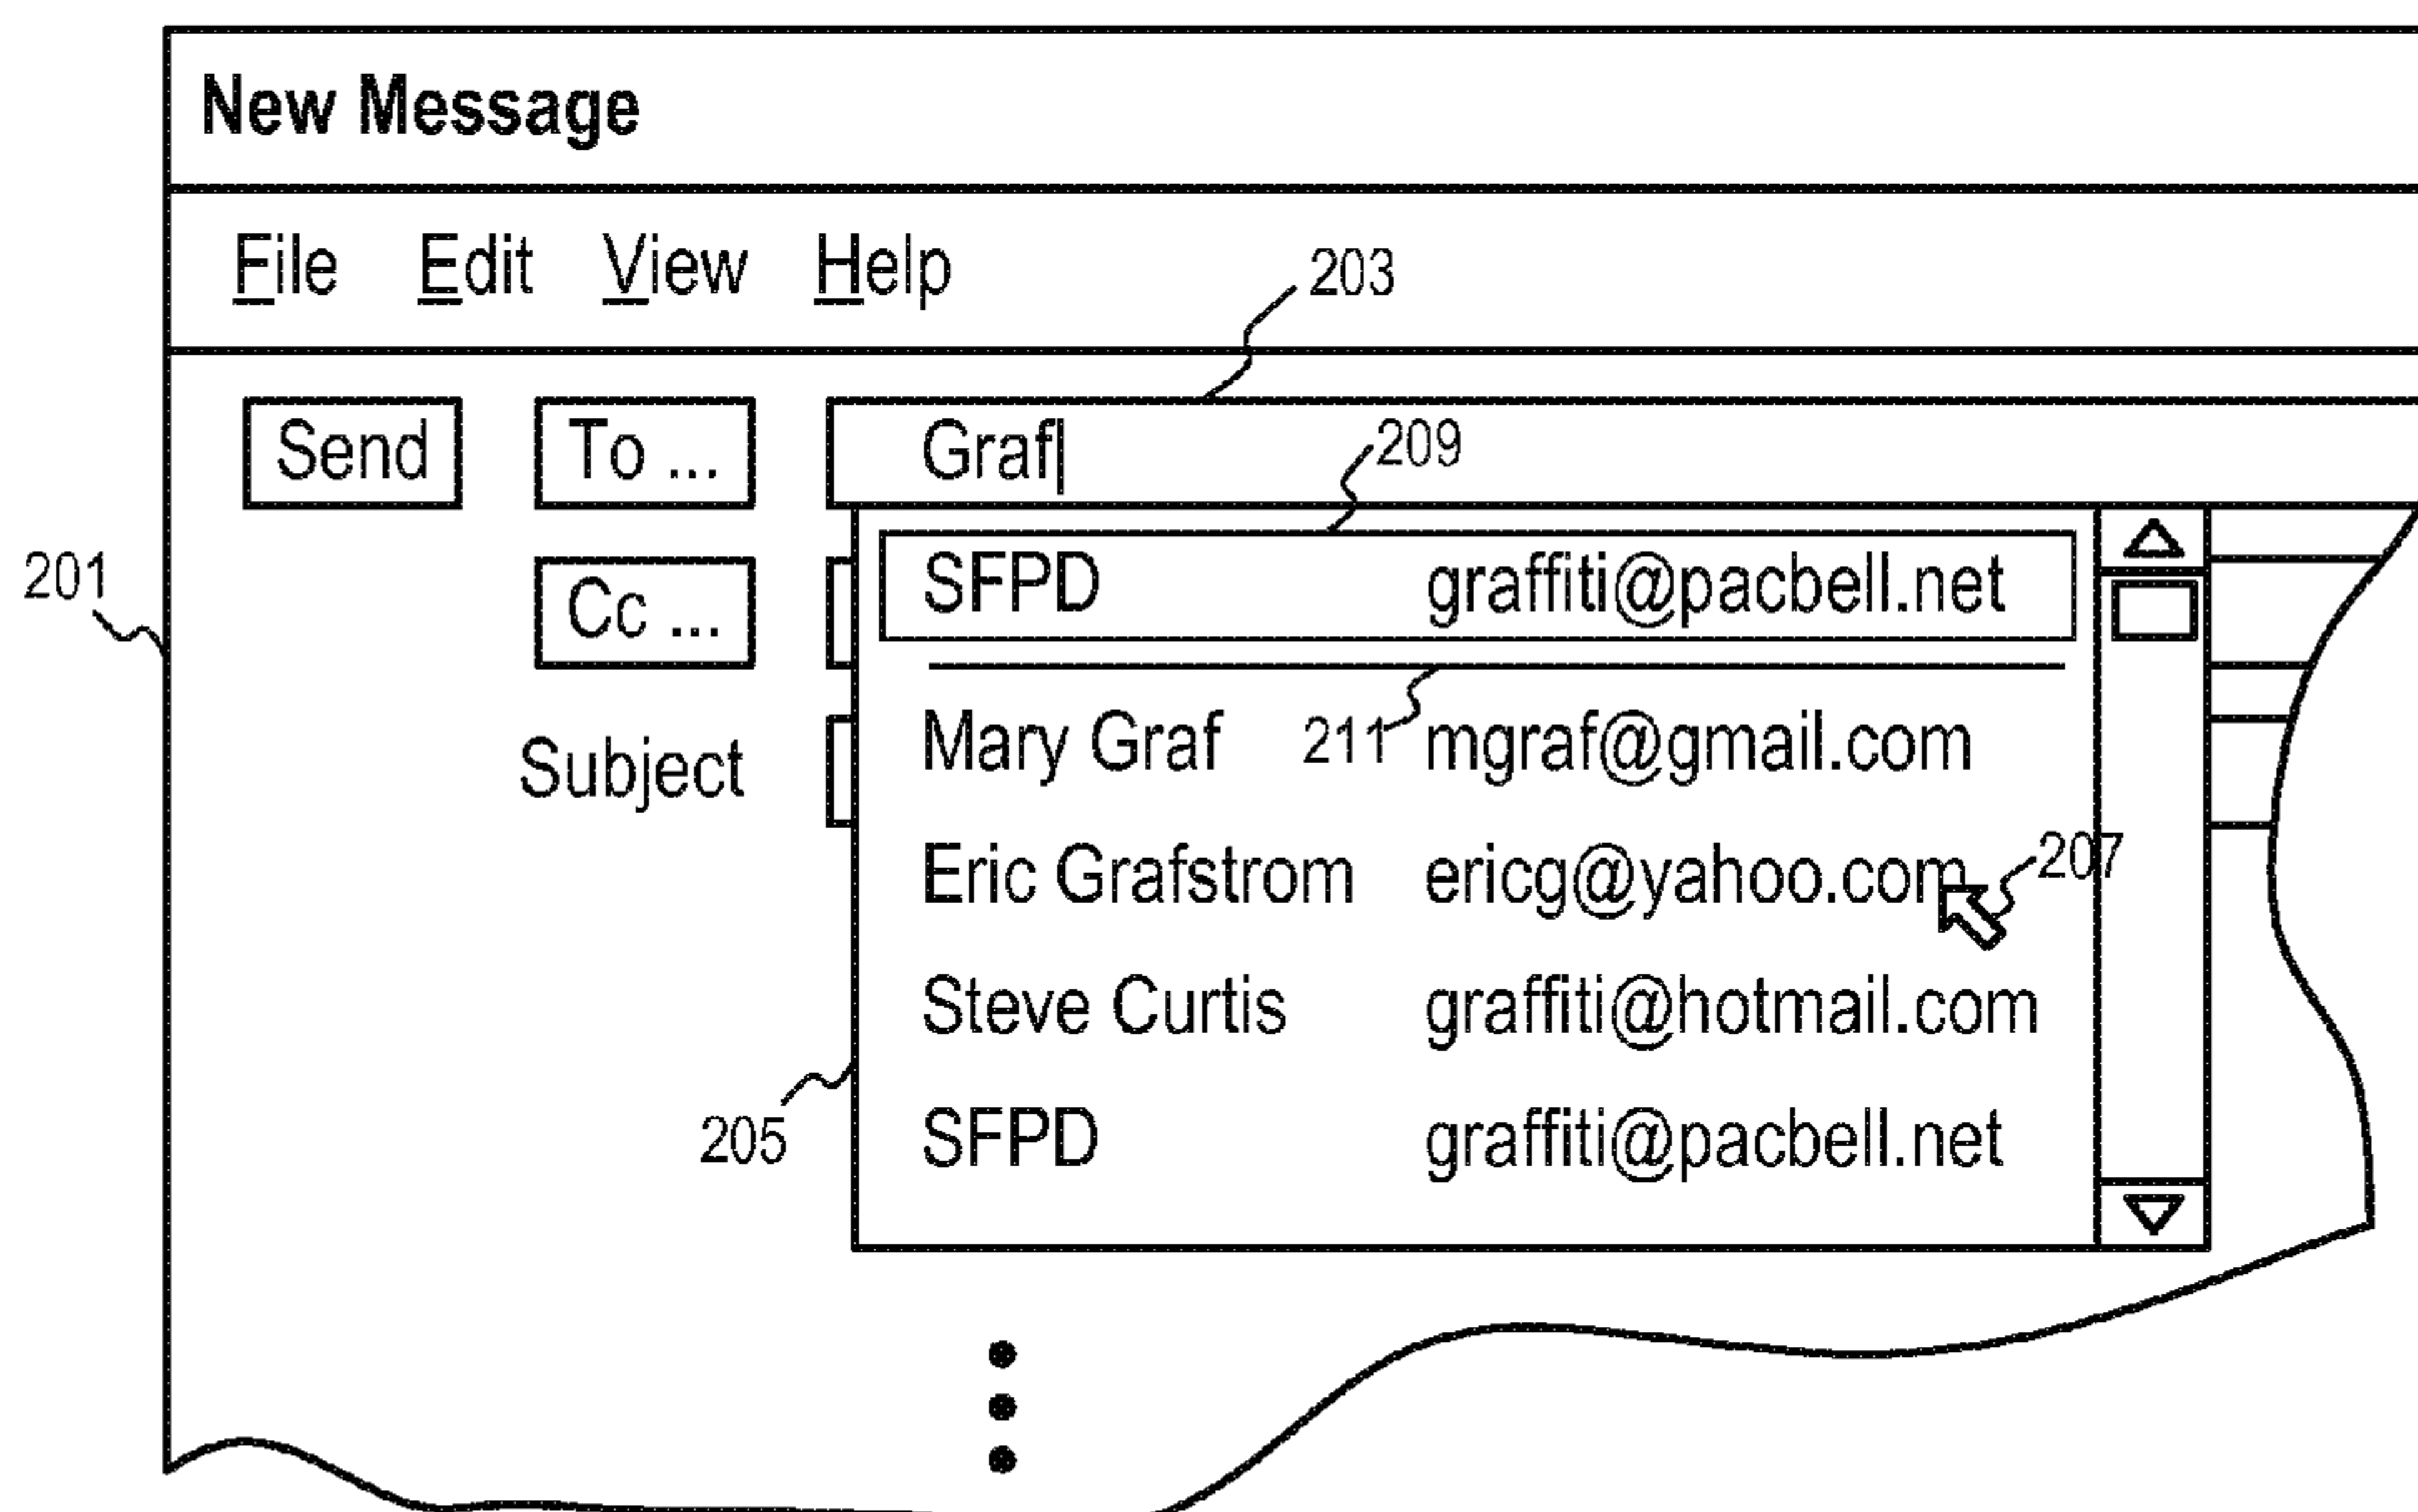 New Message
File Edit View Help
203
Send To ... Graf
209
201
Cc ...
SFPD graffiti@pacbell.net
Subject
Mary Graf 211 mgraf@gmail.com
Eric Grafstrom ericg@yahoo.com 207
Steve Curtis graffiti@hotmail.com
205
SFPD graffiti@pacbell.net